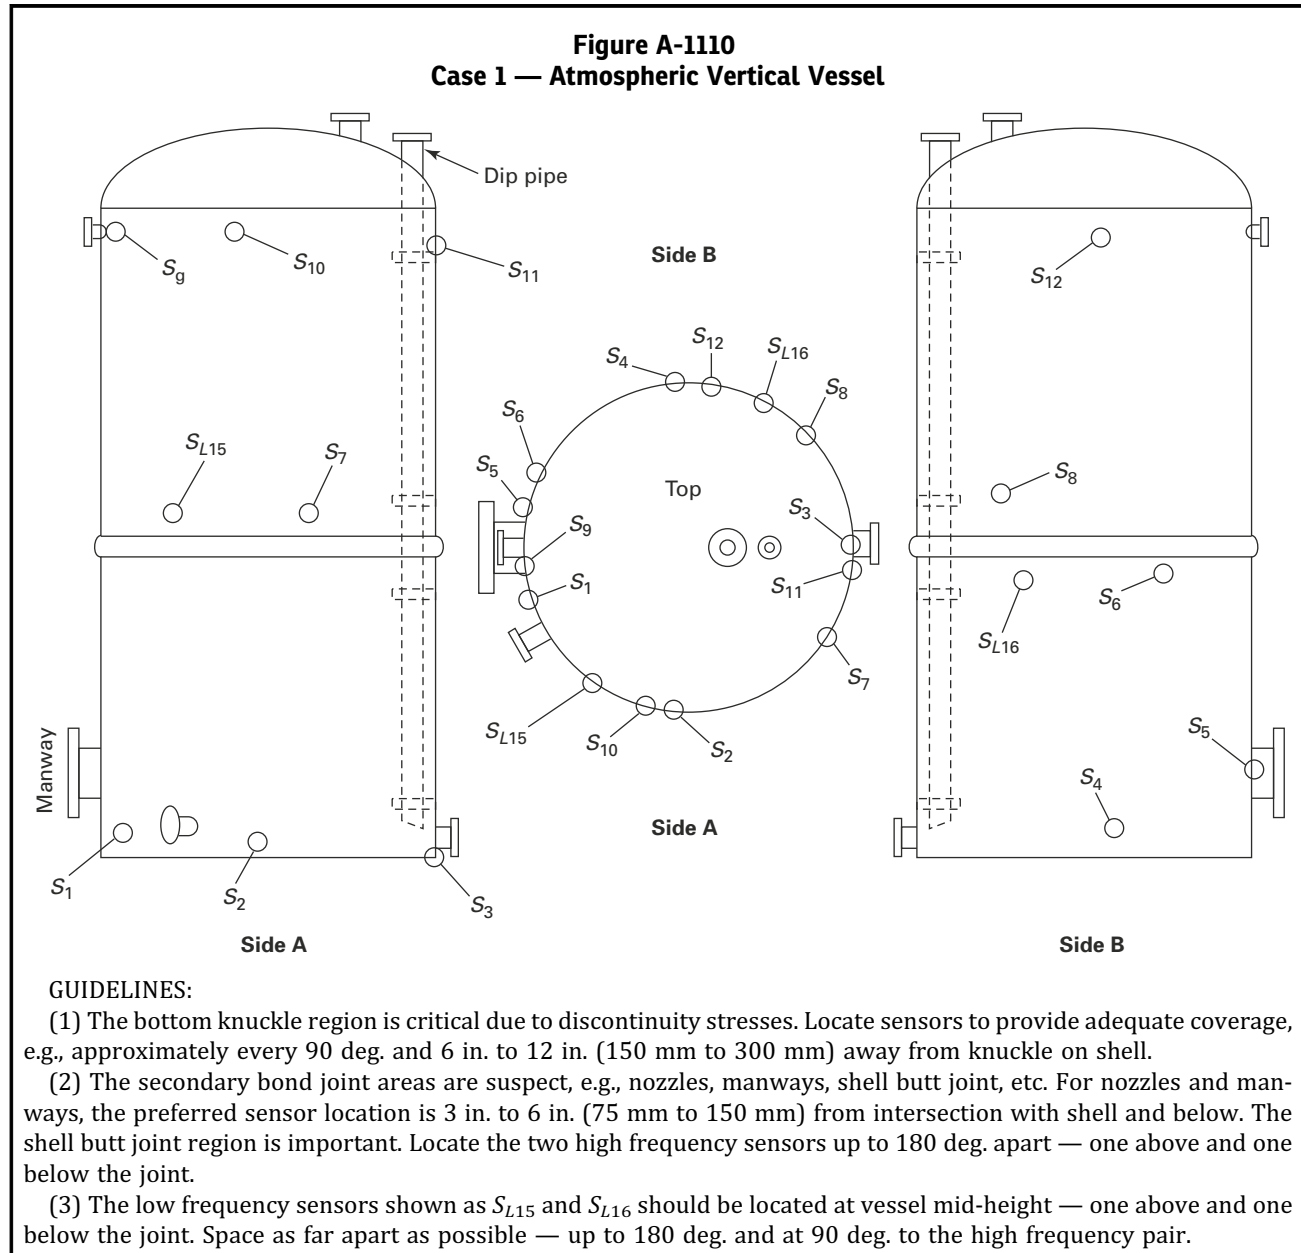 Figure A-1110
Case 1 — Atmospheric Vertical Vessel
Dip pipe
Sg
S10
S11
Side B
S12
S4
S12
SL16
S8
S6
S5
SL15
S7
Top
S3
S9
S8
S1
S11
S6
SL16
S7
Manway
SL15
S10
S2
S5
S4
Side A
S1
S2
S3
Side A
Side B
GUIDELINES:
(1) The bottom knuckle region is critical due to discontinuity stresses. Locate sensors to provide adequate coverage,
e.g., approximately every 90 deg. and 6 in. to 12 in. (150 mm to 300 mm) away from knuckle on shell.
(2) The secondary bond joint areas are suspect, e.g., nozzles, manways, shell butt joint, etc. For nozzles and man-
ways, the preferred sensor location is 3 in. to 6 in. (75 mm to 150 mm) from intersection with shell and below. The
shell butt joint region is important. Locate the two high frequency sensors up to 180 deg. apart — one above and one
below the joint.
(3) The low frequency sensors shown as SL15 and SL16 should be located at vessel mid-height — one above and one
below the joint. Space as far apart as possible — up to 180 deg. and at 90 deg. to the high frequency pair.